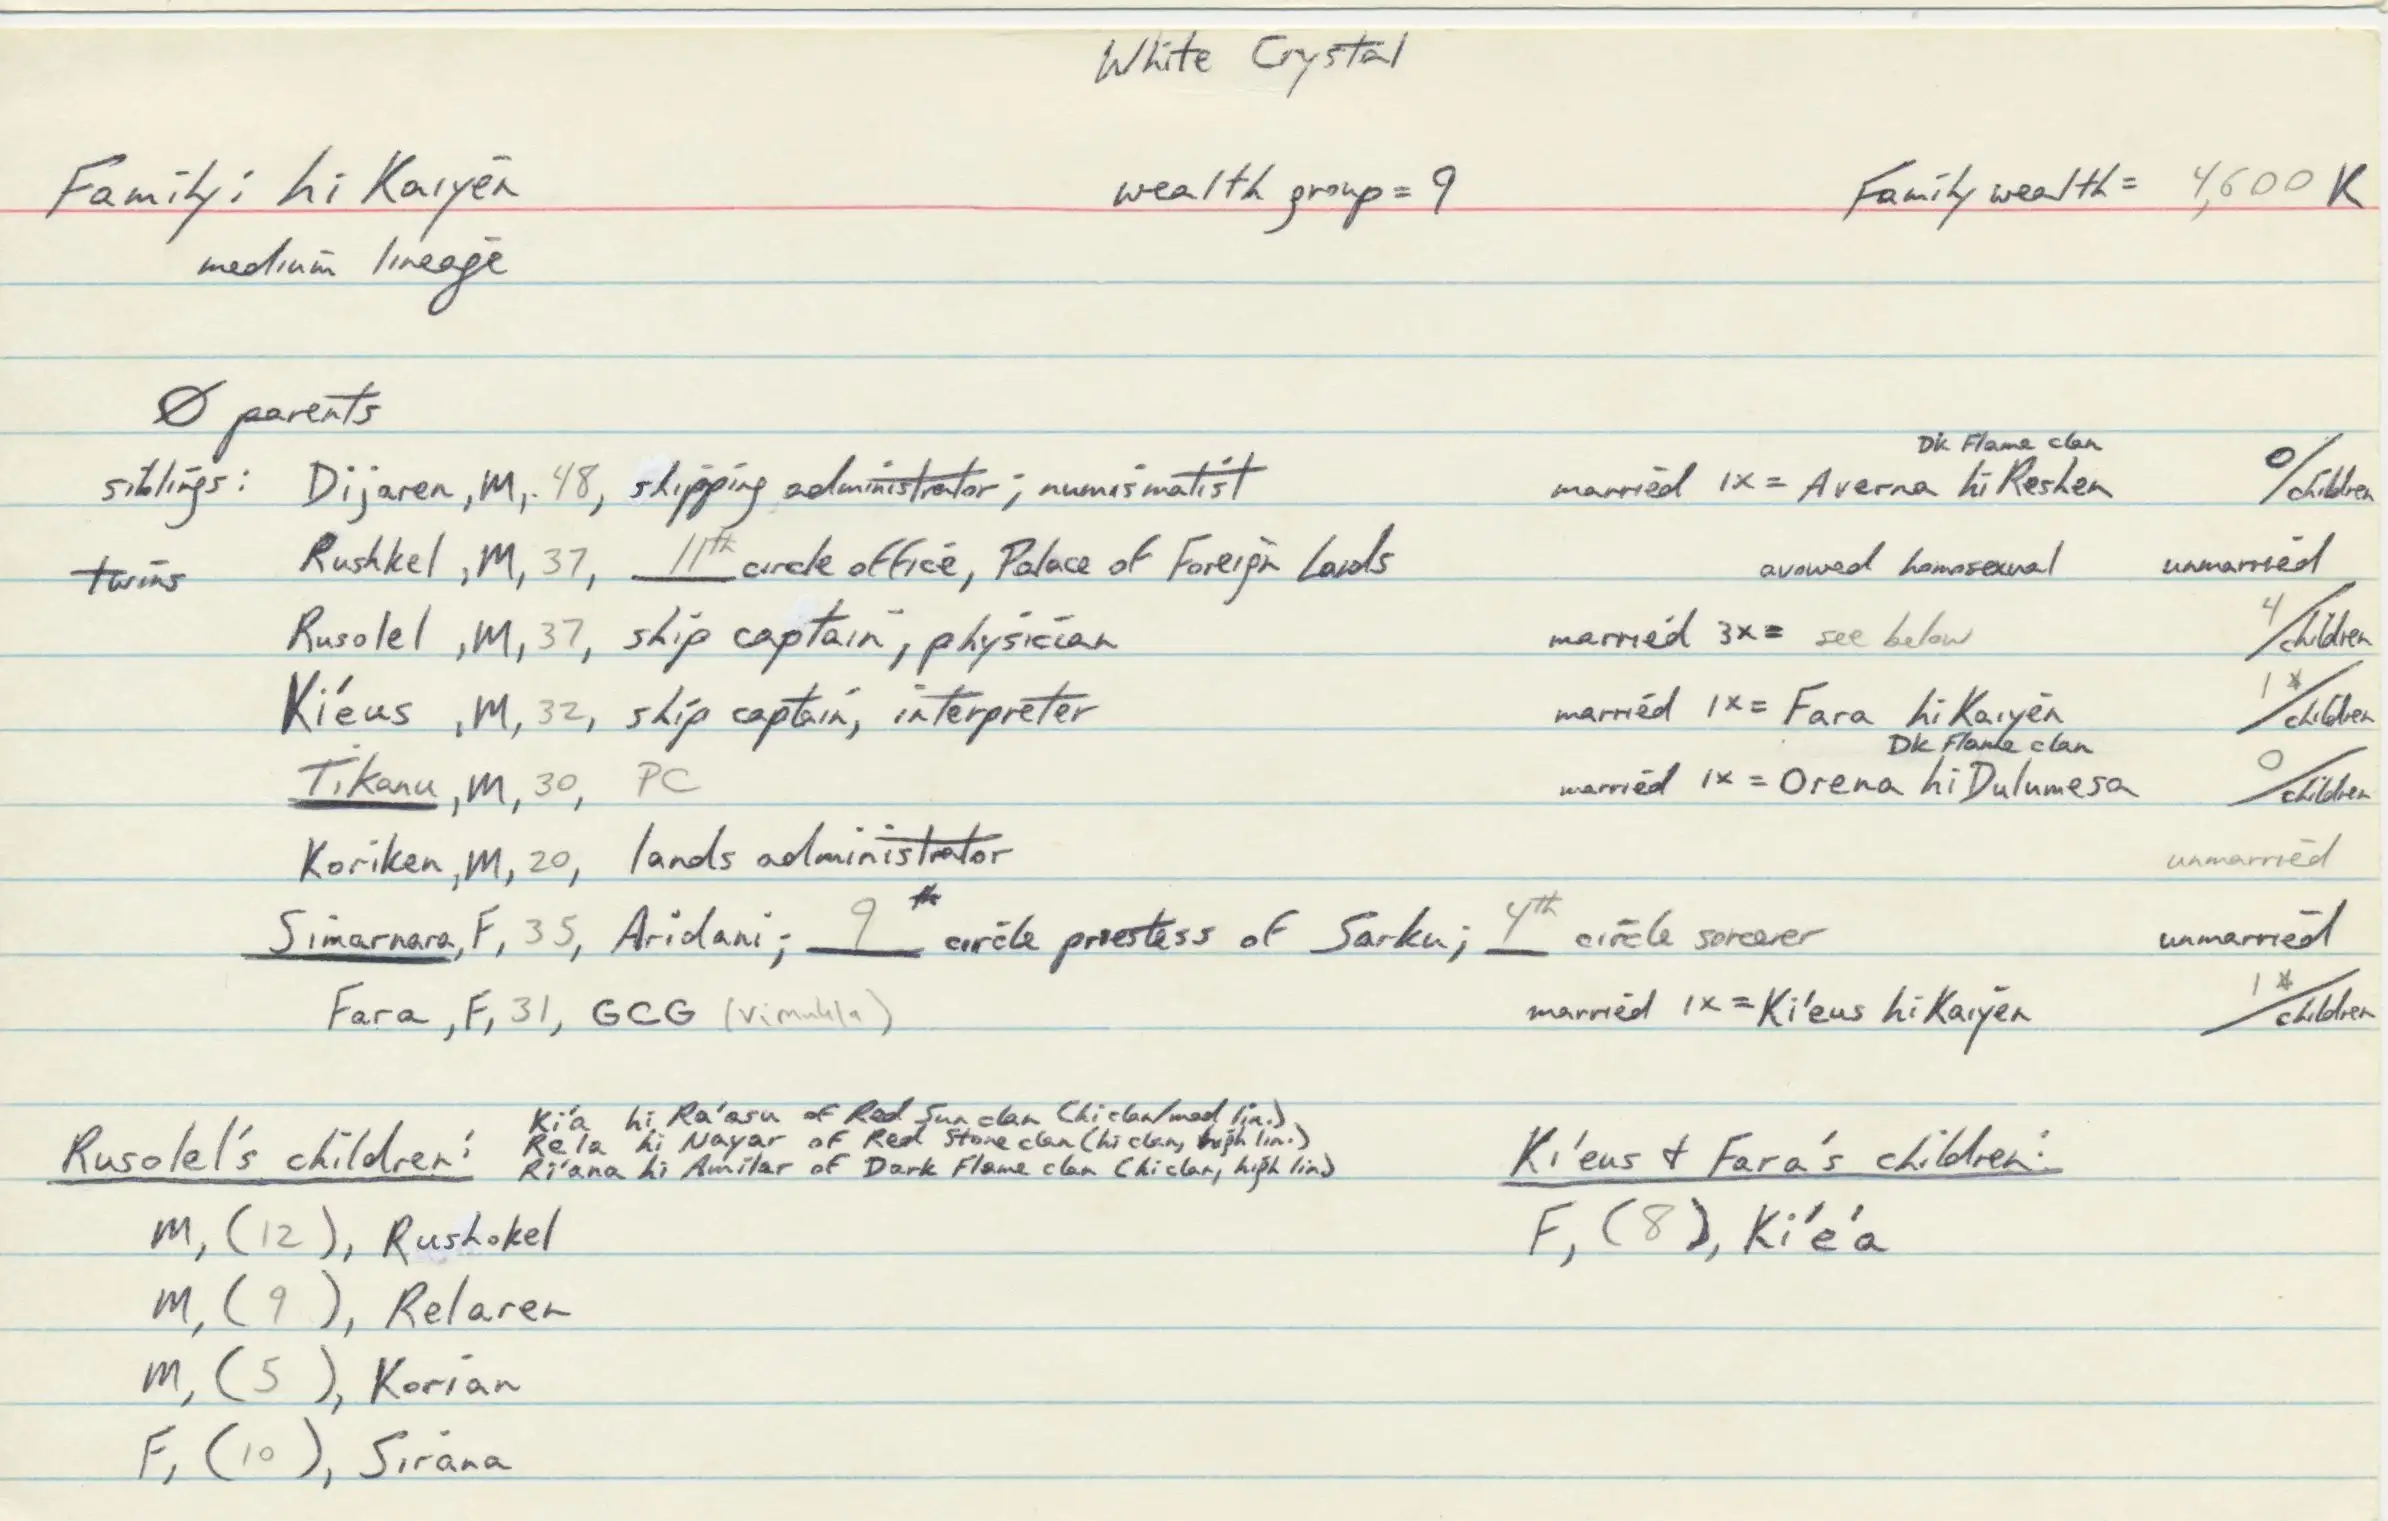 White Crystal
Family: hi Kaiyēn wealth group = 9 Family wealth = 4,600 K
medium lineage
Ø parents
Dk Flame clan
siblings: Dijaren, M, 48, shipping administrator; numismatist married 1x = Averna hi Reshen 0/children
twins Rushkel, M, 37, 11th circle office, Palace of Foreign Lands avowed homosexual unmarried
Rusolel, M, 37, ship captain, physician married 3x = see below 4/children
Ki'eus, M, 32, ship captain, interpreter married 1x = Fara hi Kaiyēn 1*/children
Dk Flame clan
Tikanu, M, 30, PC married 1x = Orena hi Dulumesa 0/children
Koriken, M, 20, lands administrator unmarried
Simarnara, F, 35, Aridani; 9th circle priestess of Sarku; 4th circle sorcerer unmarried
Fara, F, 31, GCG (Vimuhla) married 1x = Ki'eus hi Kaiyēn 1*/children
Ki'a hi Ra'asu of Red Sun clan (hi clan/med lin.)
Rela hi Nayar of Red Stone clan (hi clan, high lin.)
Rusolel's children: Ri'ana hi Amilar of Dark Flame clan (hi clan, high lin) Ki'eus + Fara's children:
M, (12), Rushokel F, (8), Ki'e'a
M, (9), Relaren
M, (5), Korian
F, (10), Sirana